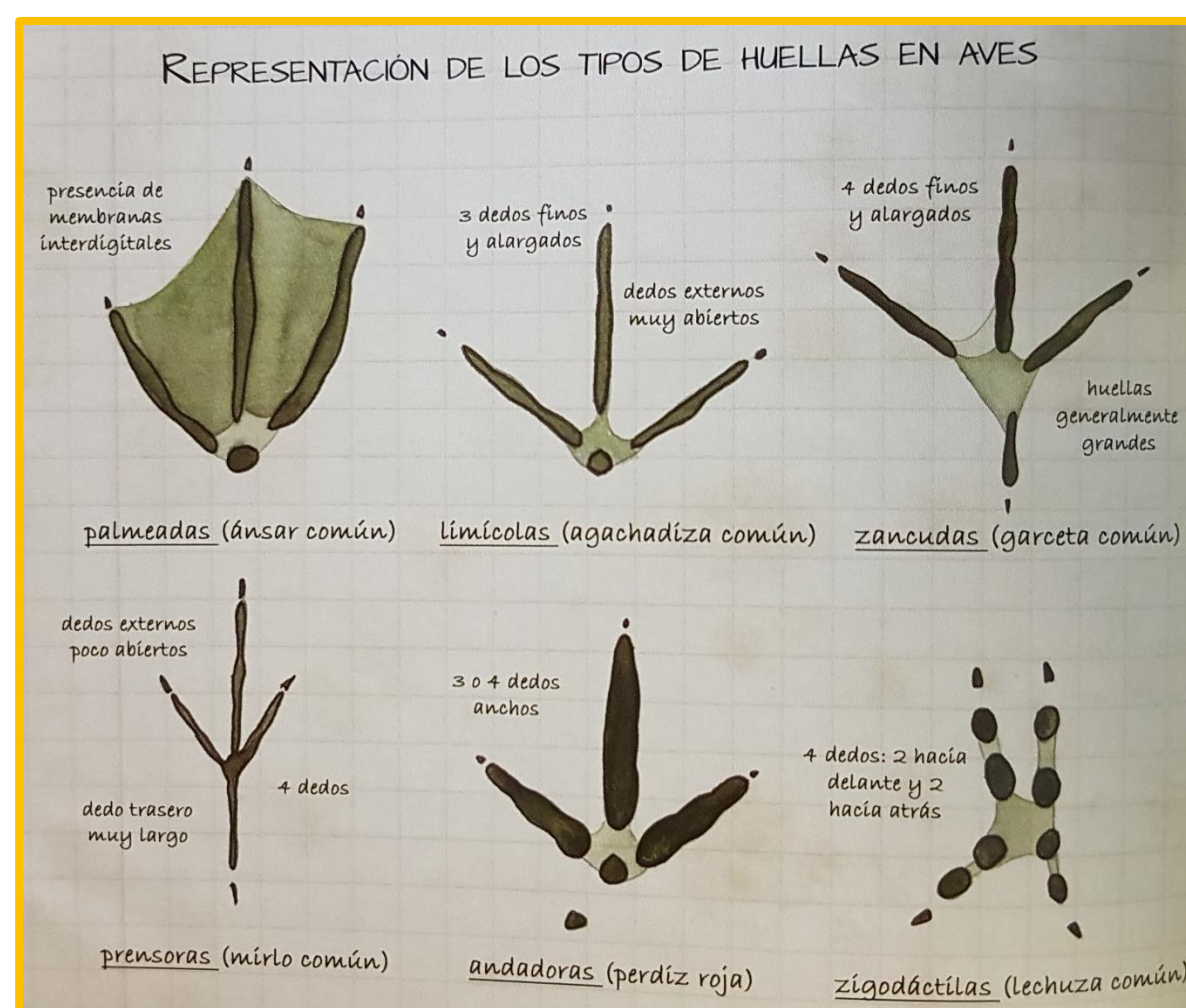 REPRESENTACIÓN DE LOS TIPOS DE HUELLAS EN AVES
presencia de
membranas
interdigitales
3 dedos finos
y alargados
dedos externos
muy abiertos
4 dedos finos
y alargados
huellas
generalmente
grandes
palmeadas (ánsar común)
limícolas (agachadiza común)
zancudas (garceta común)
dedos externos
poco abiertos
dedo trasero
muy largo
4 dedos
3 o 4 dedos
anchos
4 dedos: 2 hacia
delante y 2
hacia atrás
prensoras (mirlo común)
andadoras (perdiz roja)
zigodáctilas (lechuza común)